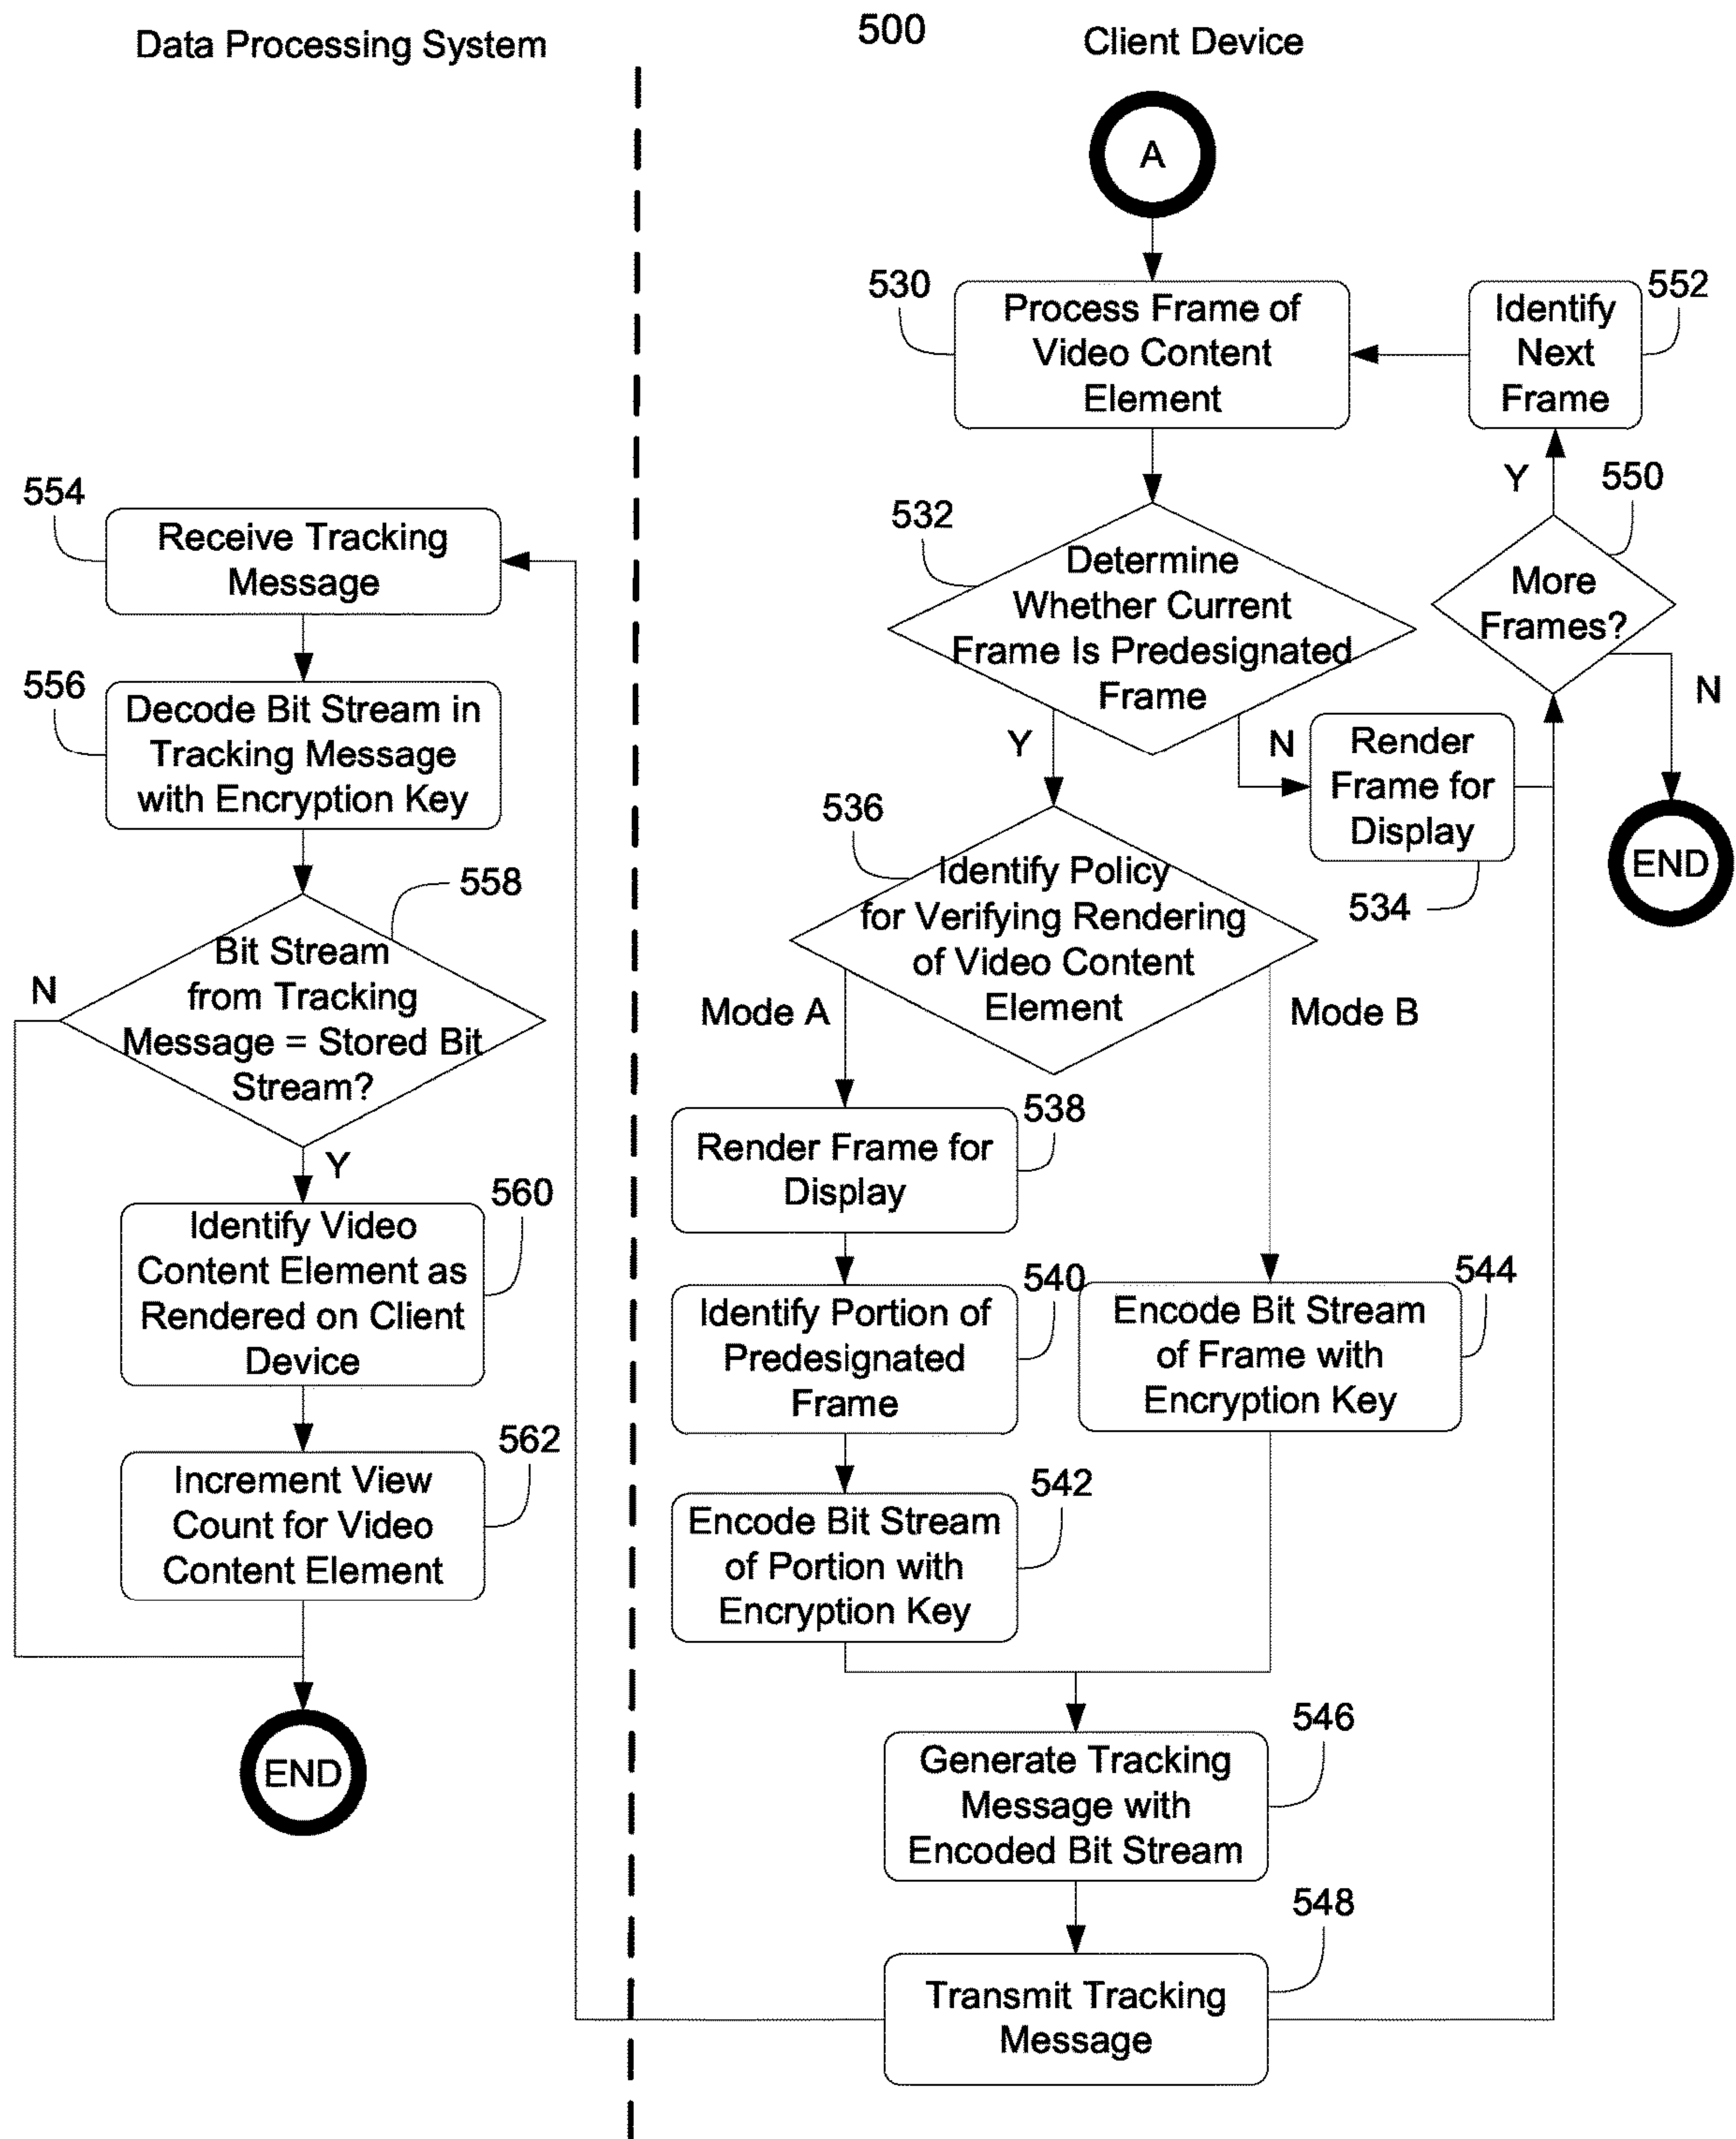 Data Processing System
500
Client Device
A
530
Process Frame of
Video Content
Element
552
Identify
Next
Frame
532
Determine
Whether Current
Frame Is Predesignated
Frame
Y
550
More
Frames?
N
END
Y
N
Render
Frame for
Display
534
536
Identify Policy
for Verifying Rendering
of Video Content
Element
Mode A
Mode B
538
Render Frame for
Display
540
Identify Portion of
Predesignated
Frame
542
Encode Bit Stream
of Portion with
Encryption Key
544
Encode Bit Stream
of Frame with
Encryption Key
546
Generate Tracking
Message with
Encoded Bit Stream
548
Transmit Tracking
Message
554
Receive Tracking
Message
556
Decode Bit Stream in
Tracking Message
with Encryption Key
558
Bit Stream
from Tracking
Message = Stored Bit
Stream?
N
Y
560
Identify Video
Content Element as
Rendered on Client
Device
562
Increment View
Count for Video
Content Element
END